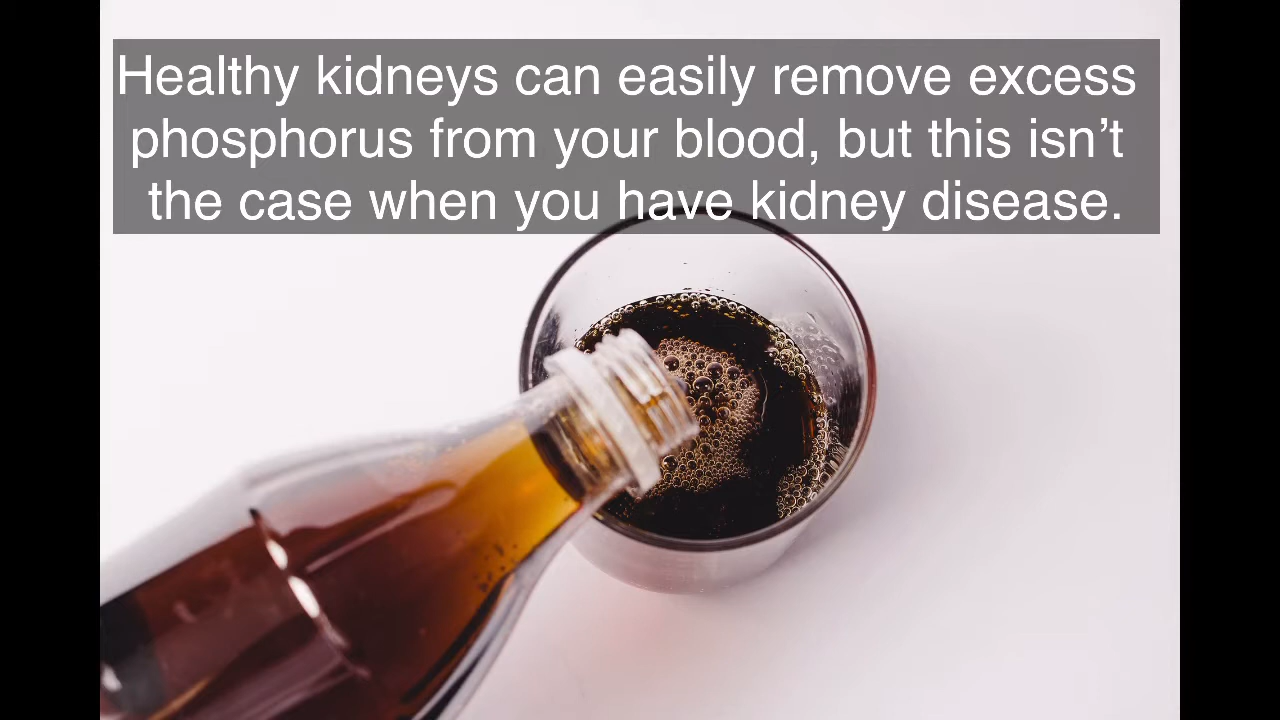 Healthy kidneys can easily remove excess
phosphorus from your blood, but this isn’t
the case when you have kidney disease.